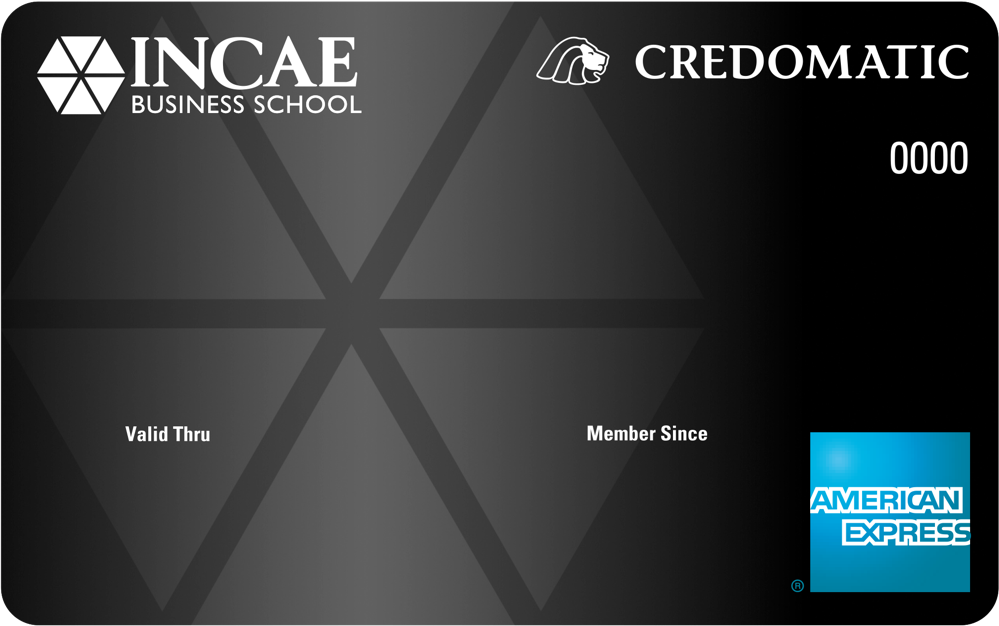 INCAE
BUSINESS SCHOOL
CREDOMATIC
0000
Valid Thru
Member Since
AMERICAN
EXPRESS
®